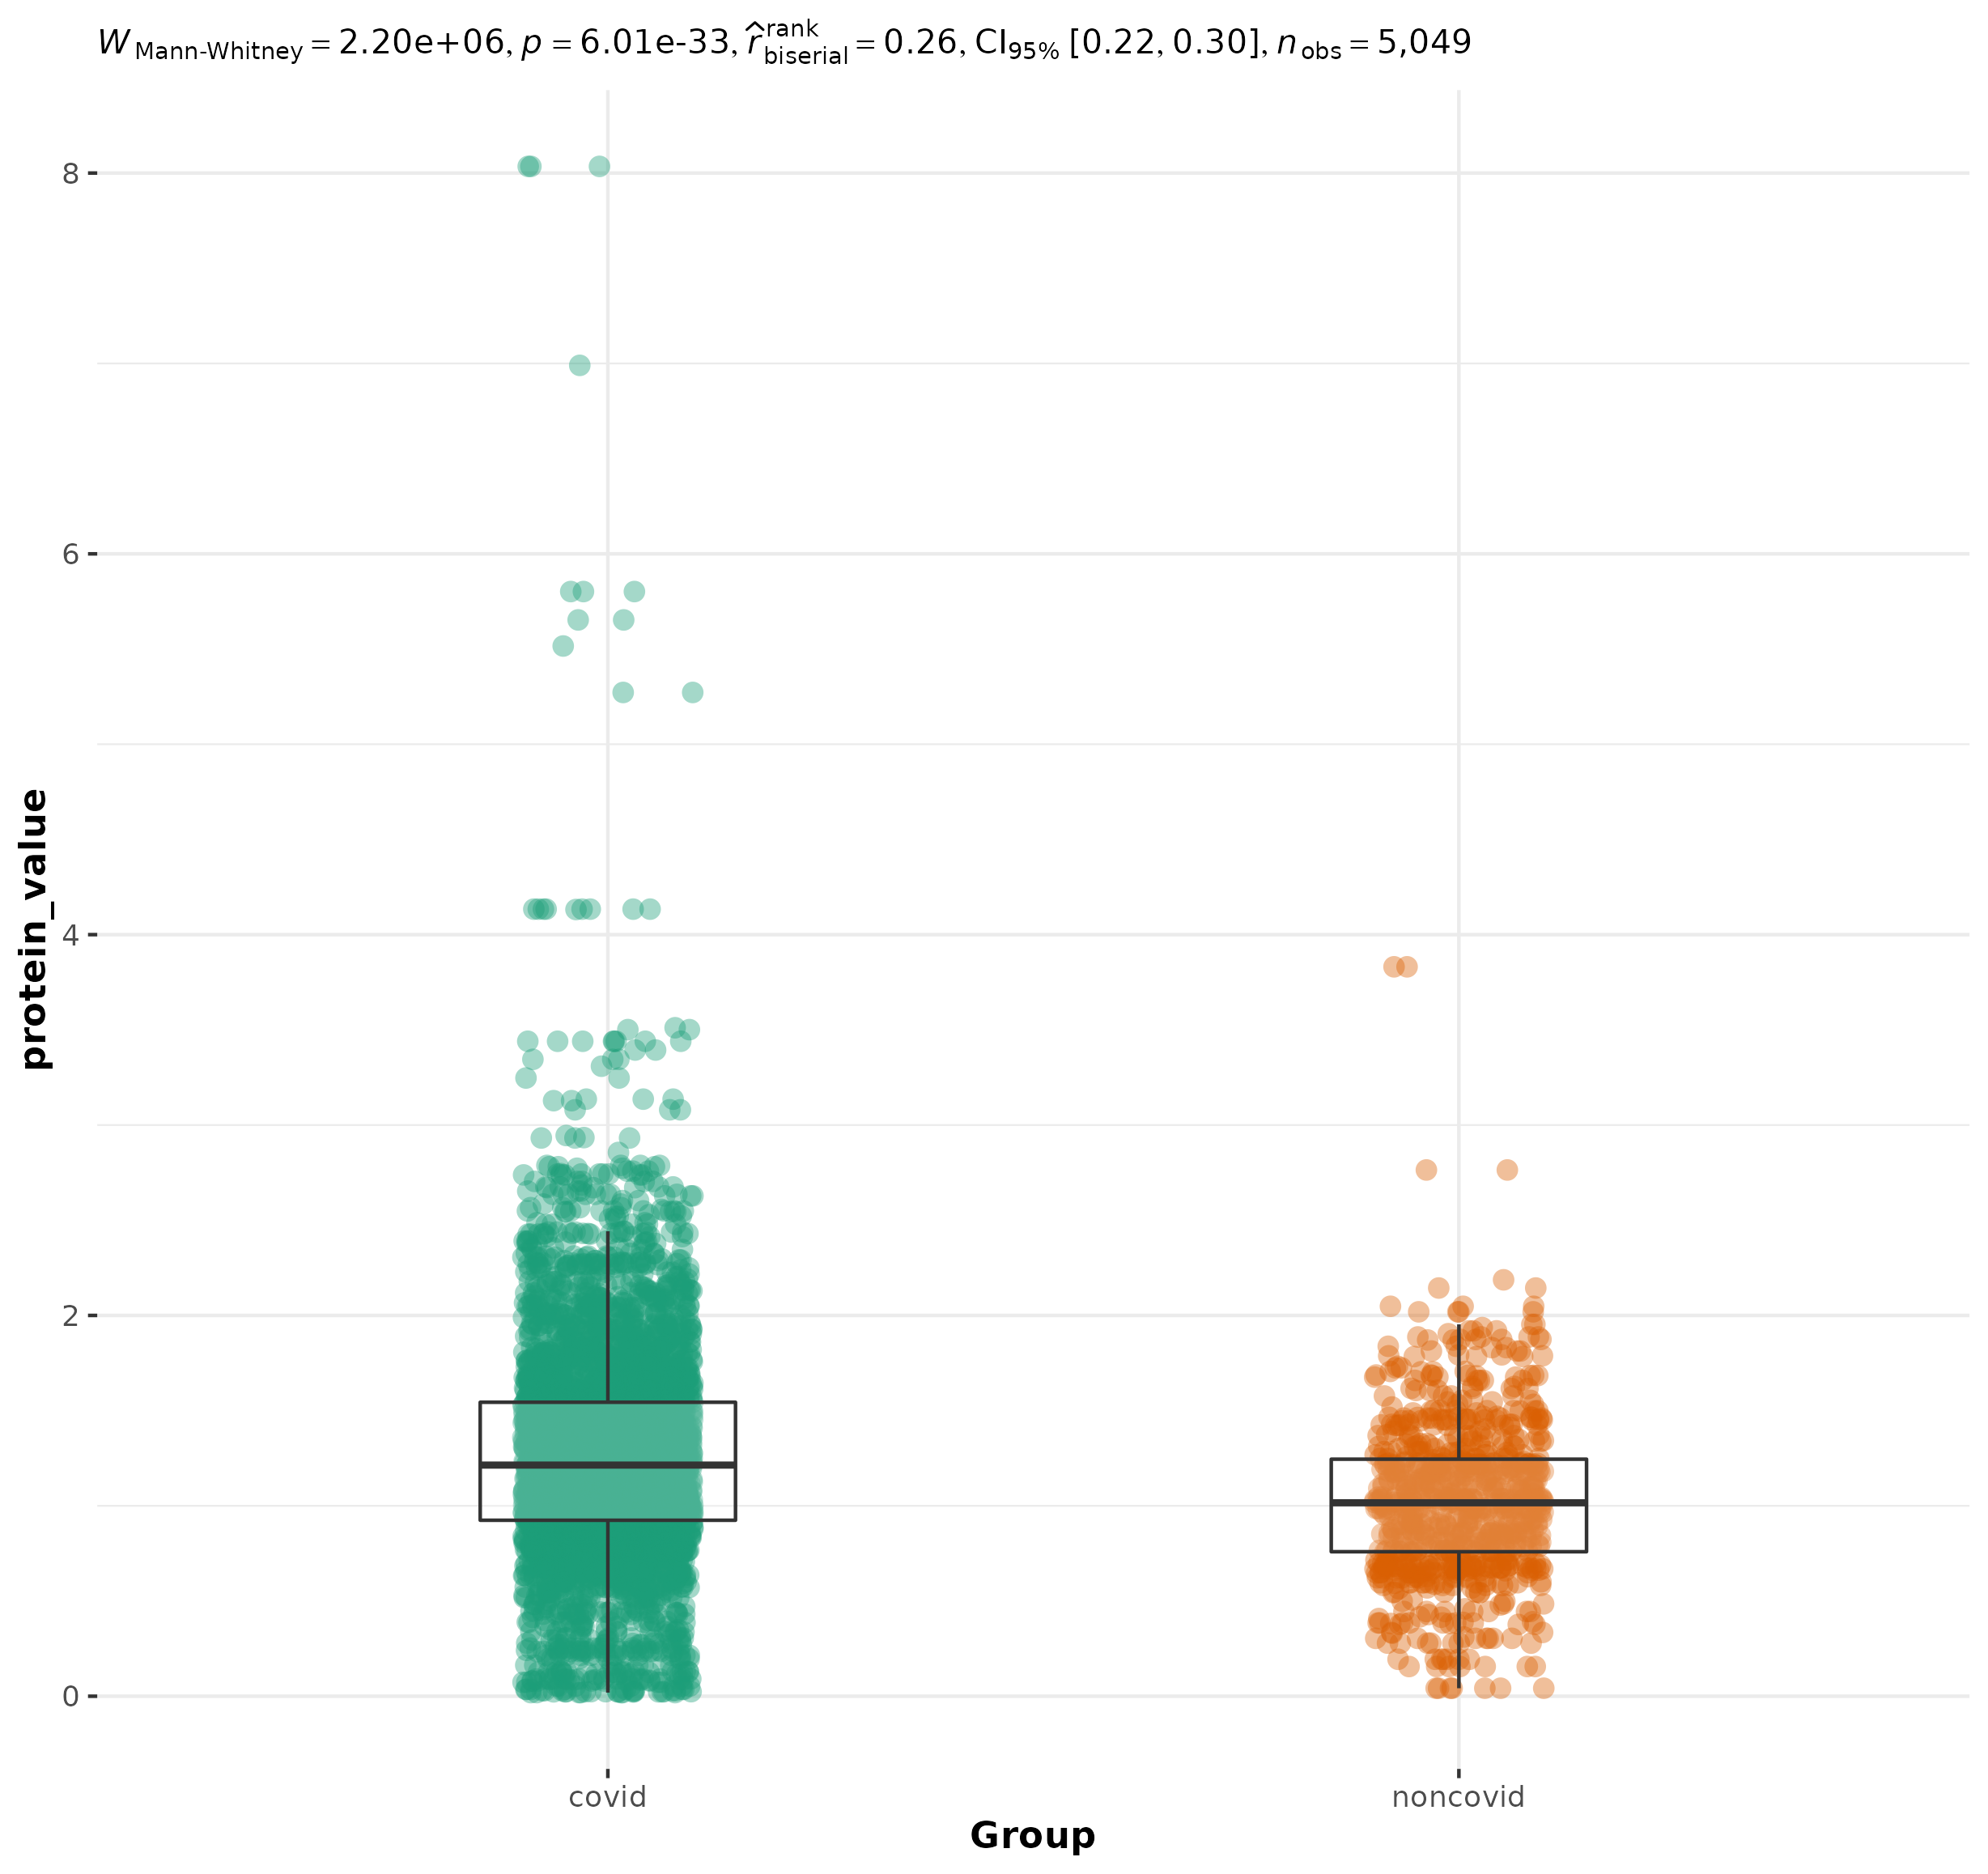 W Mann-Whitney = 2.20e+06, p = 6.01e-33, r̂ rank biserial = 0.26, CI95% [0.22, 0.30], n obs = 5,049
8
6
4
2
0
protein_value
covid noncovid
Group